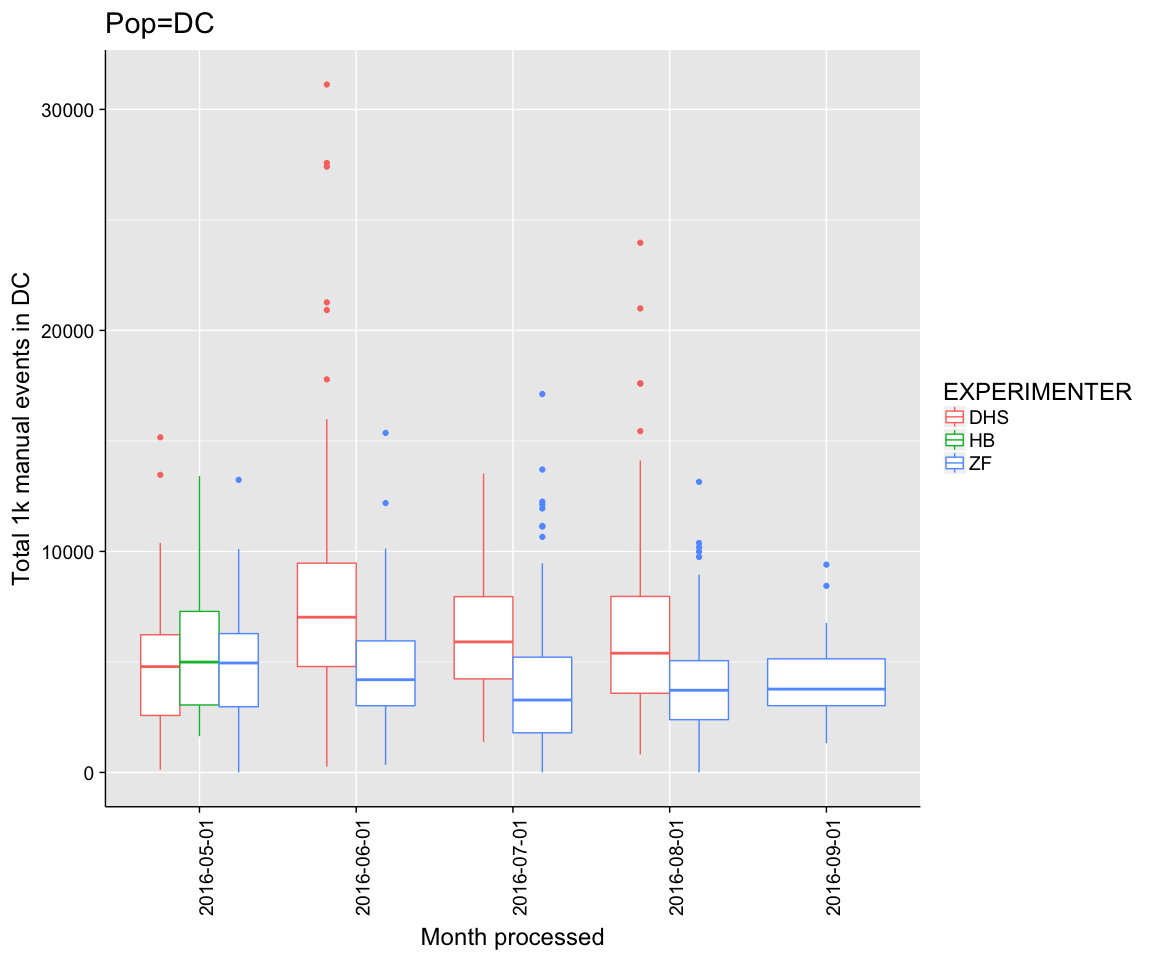 Pop=DC
Total 1k manual events in DC
30000
20000
10000
0
2016-05-01
2016-06-01
2016-07-01
2016-08-01
2016-09-01
Month processed
EXPERIMENTER
DHS
HB
ZF